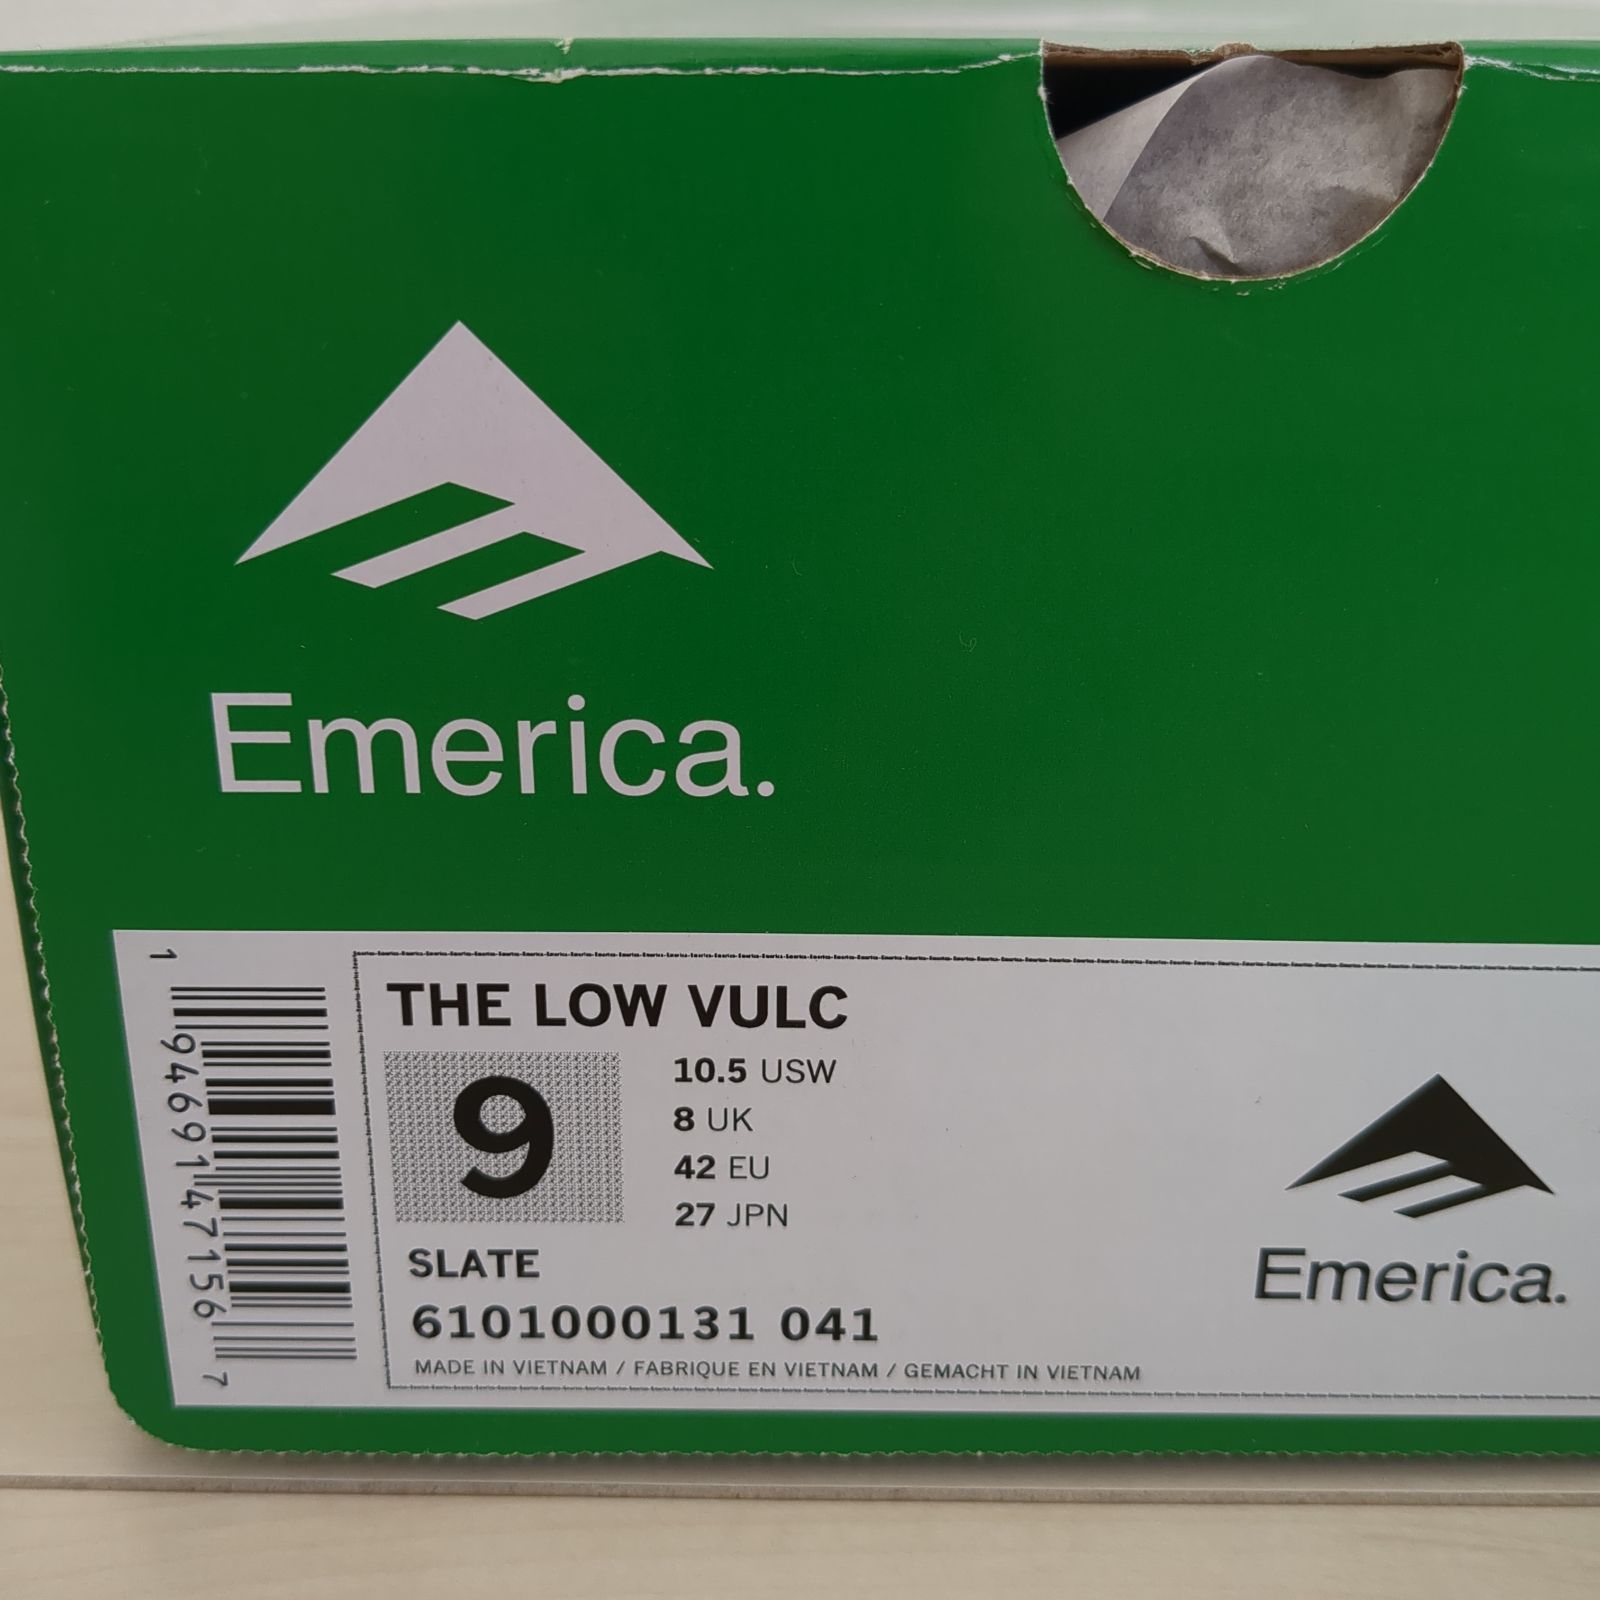 Emerica.
THE LOW VULC
9
10.5 USW
8 UK
42 EU
27 JPN
SLATE
6101000131 041
MADE IN VIETNAM / FABRIQUE EN VIETNAM / GEMACHT IN VIETNAM
Emerica.
1 94691 47156 7